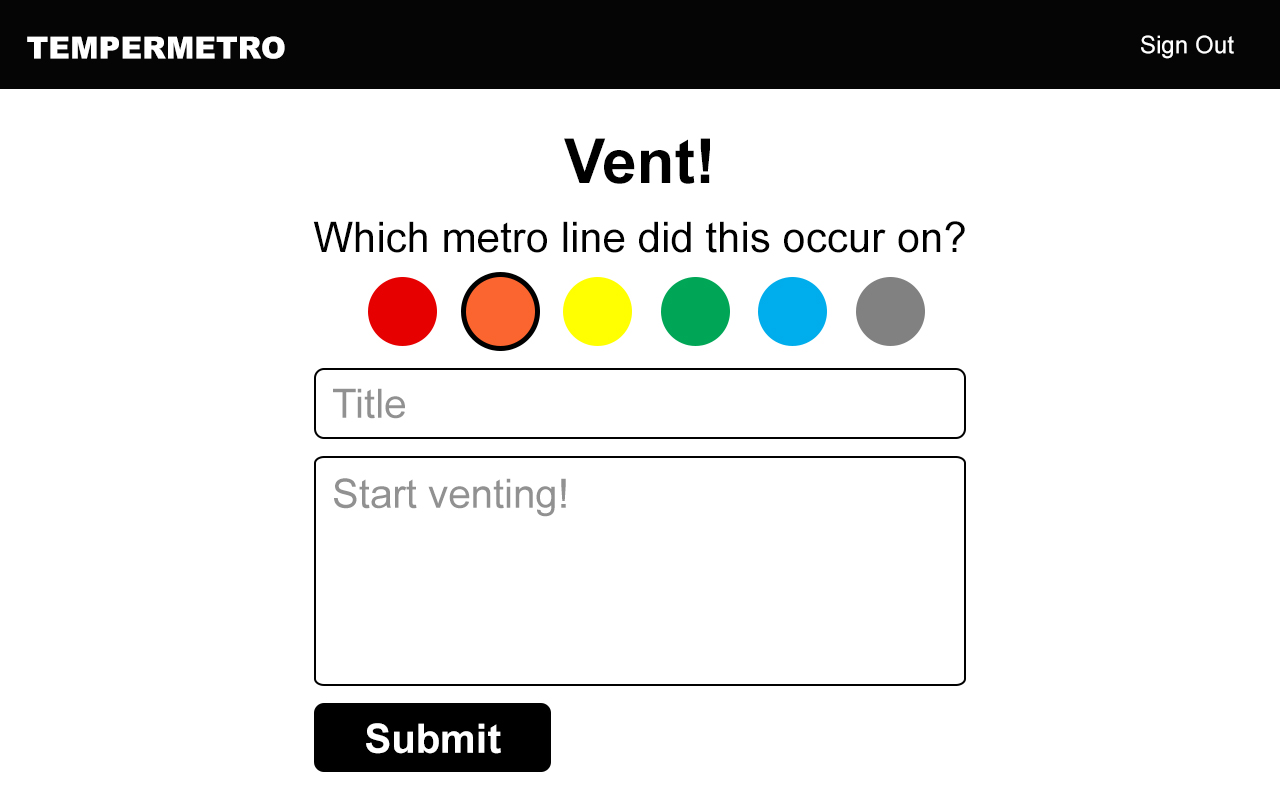 TEMPERMETRO
Sign Out
Vent!
Which metro line did this occur on?
Title
Start venting!
Submit